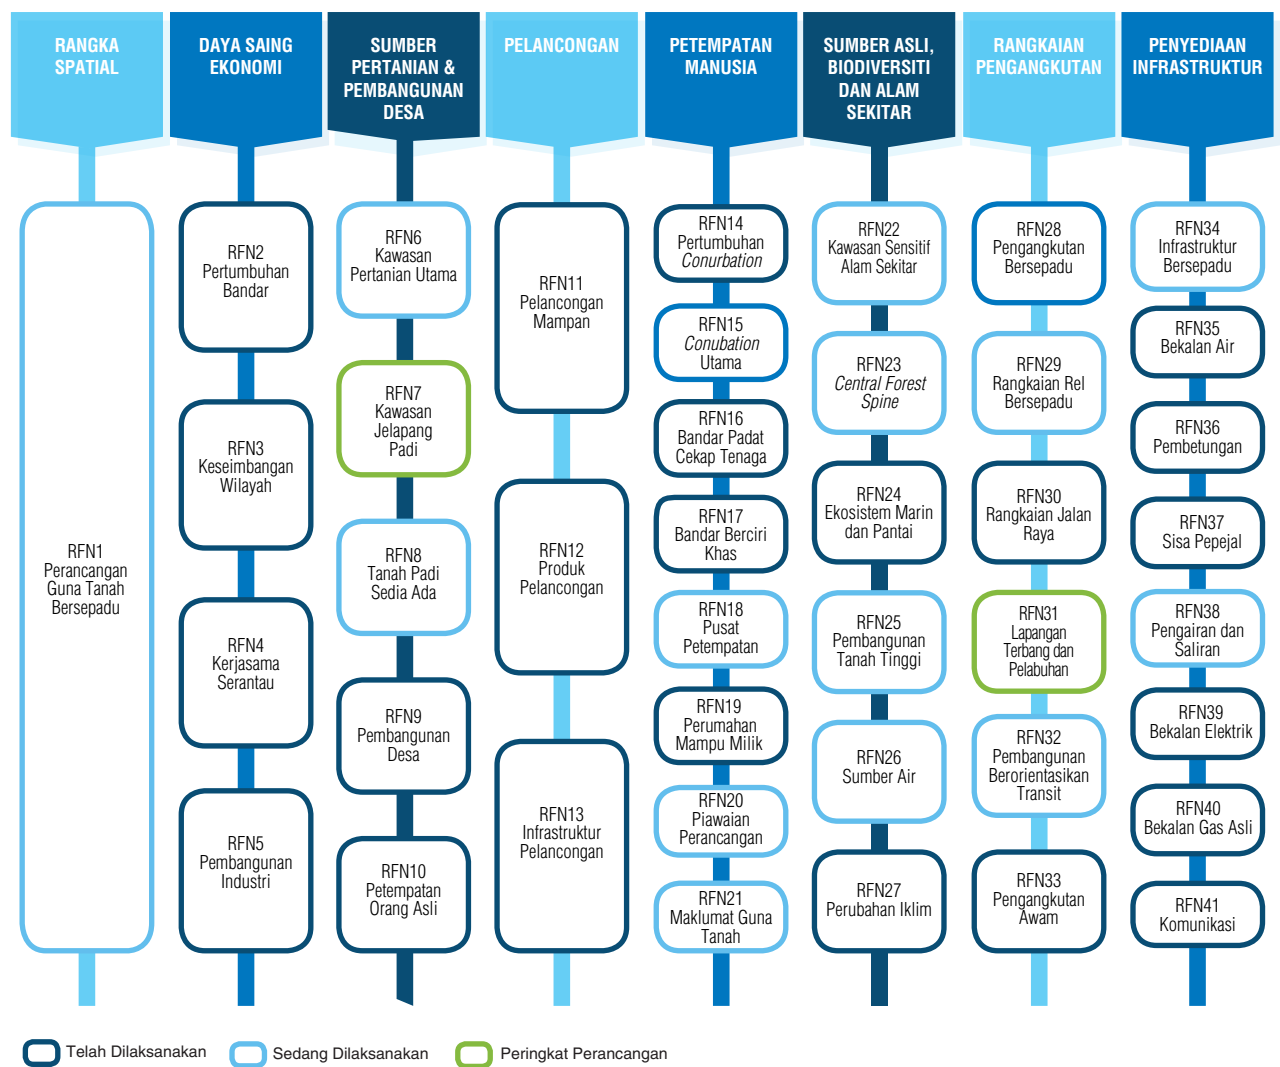 RANGKA
SPATIAL
RFN1
Perancangan
Guna Tanah
Bersepadu
DAYA SAING
EKONOMI
RFN2
Pertumbuhan
Bandar
RFN3
Keseimbangan
Wilayah
RFN4
Kerjasama
Serantau
RFN5
Pembangunan
Industri
SUMBER
PERTANIAN &
PEMBANGUNAN
DESA
RFN6
Kawasan
Pertanian Utama
RFN7
Kawasan
Jelapang
Padi
RFN8
Tanah Padi
Sedia Ada
RFN9
Pembangunan
Desa
RFN10
Petempatan
Orang Asli
PELANCONGAN
RFN11
Pelancongan
Mampan
RFN12
Produk
Pelancongan
RFN13
Infrastruktur
Pelancongan
PETEMPATAN
MANUSIA
RFN14
Pertumbuhan
Conurbation
RFN15
Conubation
Utama
RFN16
Bandar Padat
Cekap Tenaga
RFN17
Bandar Berciri
Khas
RFN18
Pusat
Petempatan
RFN19
Perumahan
Mampu Milik
RFN20
Piawaian
Perancangan
RFN21
Maklumat Guna
Tanah
SUMBER ASLI,
BIODIVERSITI
DAN ALAM
SEKITAR
RFN22
Kawasan Sensitif
Alam Sekitar
RFN23
Central Forest
Spine
RFN24
Ekosistem Marin
dan Pantai
RFN25
Pembangunan
Tanah Tinggi
RFN26
Sumber Air
RFN27
Perubahan Iklim
RANGKAIAN
PENGANGKUTAN
RFN28
Pengangkutan
Bersepadu
RFN29
Rangkaian Rel
Bersepadu
RFN30
Rangkaian Jalan
Raya
RFN31
Lapangan
Terbang dan
Pelabuhan
RFN32
Pembangunan
Berorientasikan
Transit
RFN33
Pengangkutan
Awam
PENYEDIAAN
INFRASTRUKTUR
RFN34
Infrastruktur
Bersepadu
RFN35
Bekalan Air
RFN36
Pembetungan
RFN37
Sisa Pepejal
RFN38
Pengairan dan
Saliran
RFN39
Bekalan Elektrik
RFN40
Bekalan Gas Asli
RFN41
Komunikasi
Telah Dilaksanakan
Sedang Dilaksanakan
Peringkat Perancangan